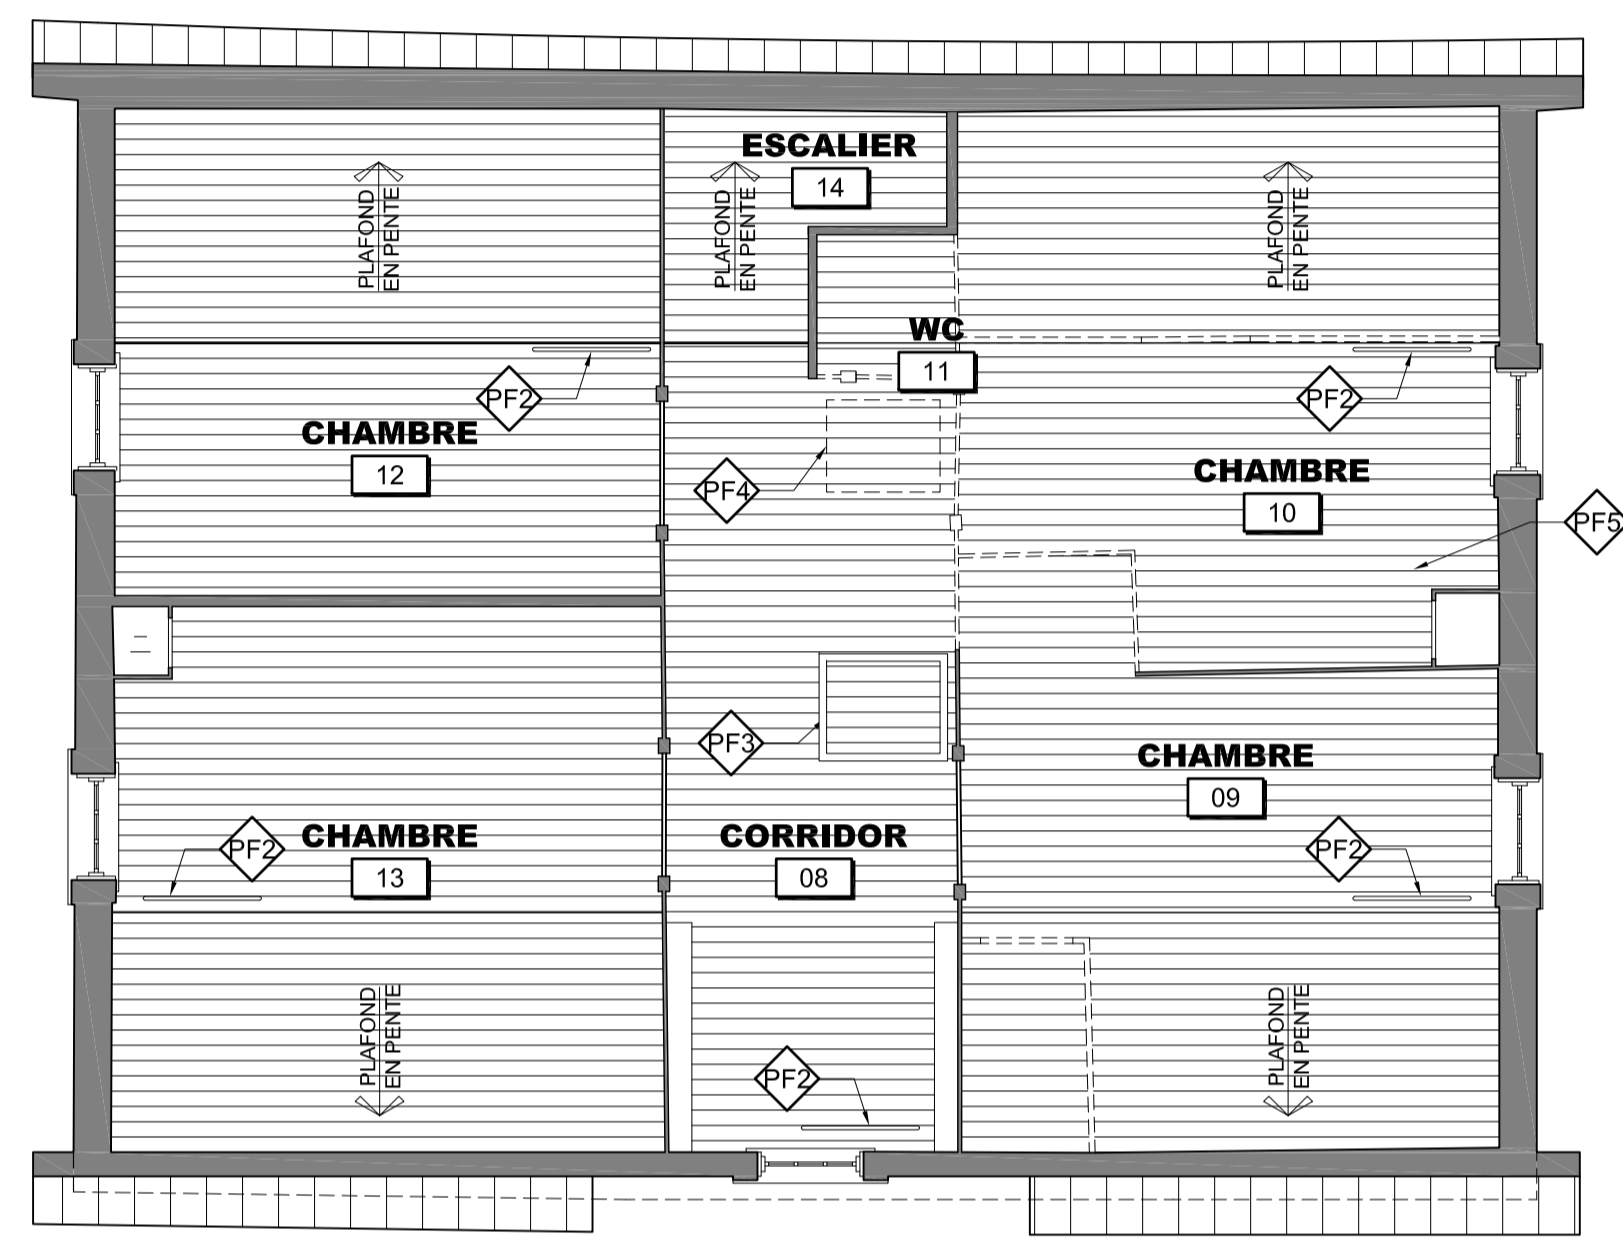 ESCALIER
14
PLAFOND
EN PENTE
PLAFOND
EN PENTE
PLAFOND
EN PENTE
WC
11
PF2
PF2
CHAMBRE
12
PF4
CHAMBRE
10
PF5
PF3
CHAMBRE
09
PF2
CHAMBRE
13
CORRIDOR
08
PF2
PLAFOND
EN PENTE
PLAFOND
EN PENTE
PF2